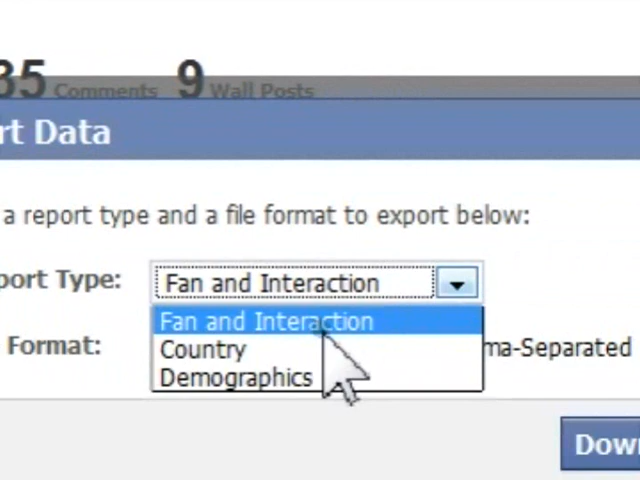 35 Comments 9 Wall Posts
rt Data
a report type and a file format to export below:
port Type: Fan and Interaction
Fan and Interaction
Country
Format: ma-Separated
Demographics
Down